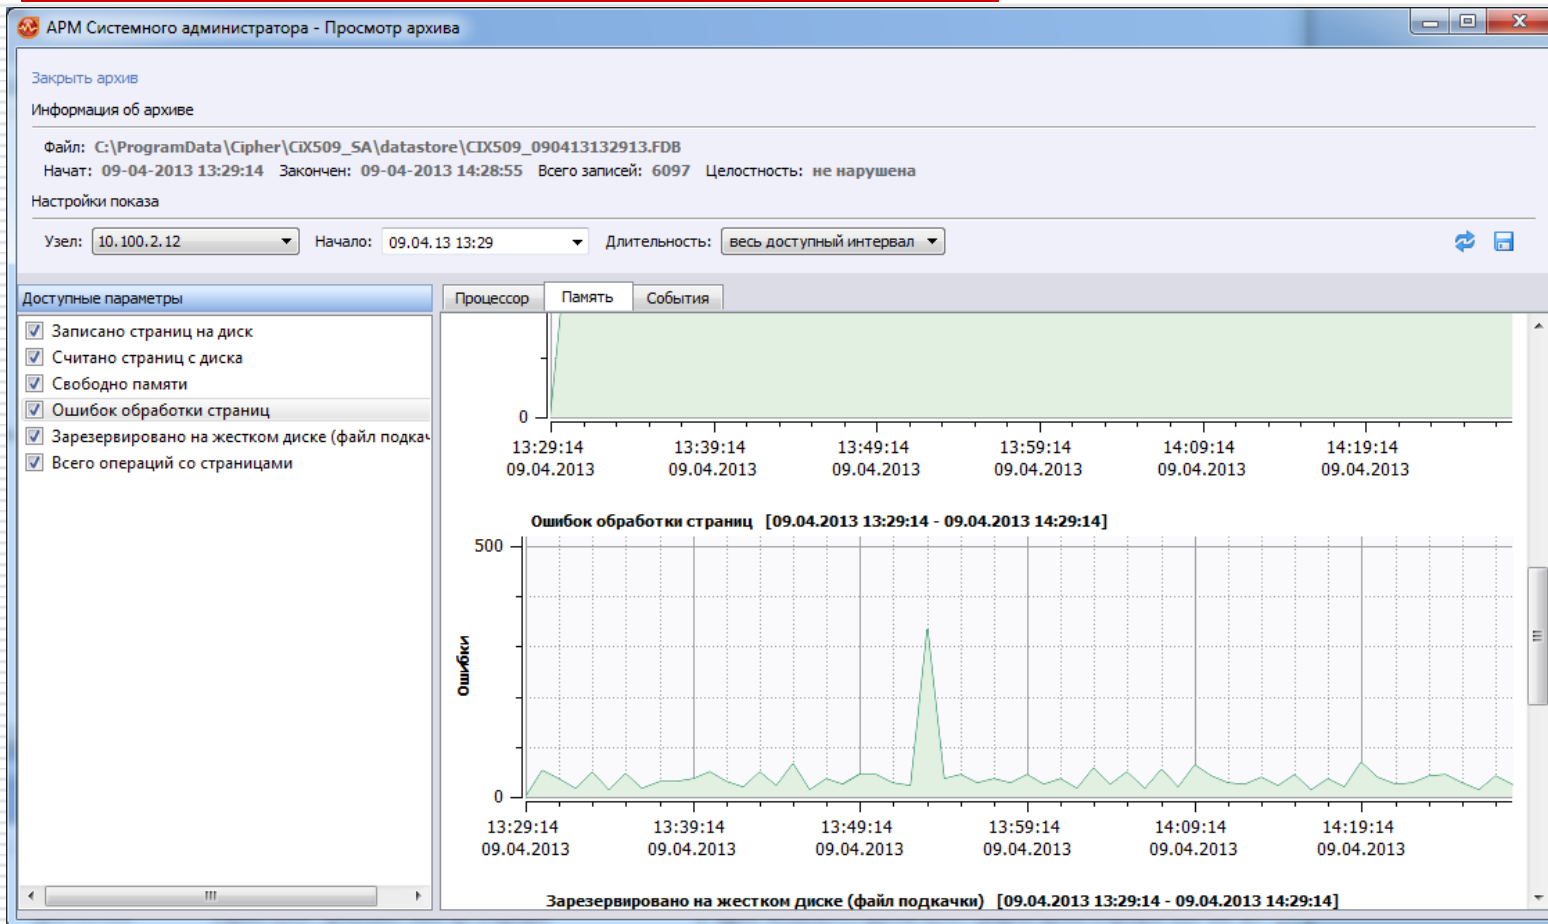 АРМ Системного администратора - Просмотр архива
Закрыть архив
Информация об архиве
Файл: C:\ProgramData\Cipher\CiX509_SA\datastore\CIX509_090413132913.FDB
Начат: 09-04-2013 13:29:14 Закончен: 09-04-2013 14:28:55 Всего записей: 6097 Целостность: не нарушена
Настройки показа
Узел: 10.100.2.12 Начало: 09.04.13 13:29 Длительность: весь доступный интервал
Доступные параметры
Записано страниц на диск
Считано страниц с диска
Свободно памяти
Ошибок обработки страниц
Зарезервировано на жестком диске (файл подкач
Всего операций со страницами
Процессор Память События
0
13:29:14 13:39:14 13:49:14 13:59:14 14:09:14 14:19:14
09.04.2013 09.04.2013 09.04.2013 09.04.2013 09.04.2013 09.04.2013
Ошибок обработки страниц [09.04.2013 13:29:14 - 09.04.2013 14:29:14]
500
Ошибки
0
13:29:14 13:39:14 13:49:14 13:59:14 14:09:14 14:19:14
09.04.2013 09.04.2013 09.04.2013 09.04.2013 09.04.2013 09.04.2013
Зарезервировано на жестком диске (файл подкачки) [09.04.2013 13:29:14 - 09.04.2013 14:29:14]